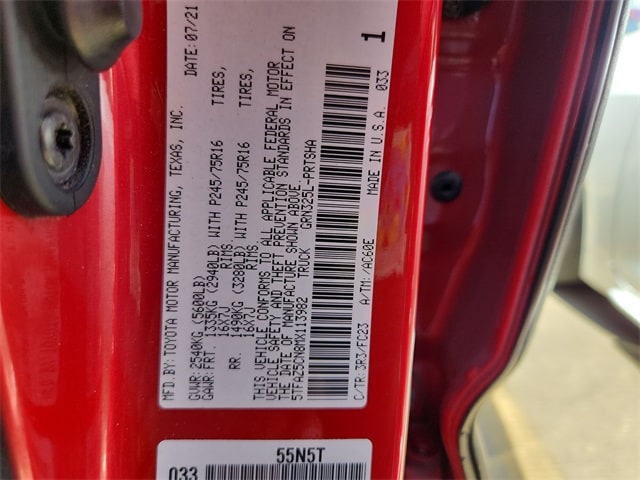 MFD.BY: TOYOTA MOTOR MANUFACTURING, TEXAS, INC. DATE: 07/21
GVWR: 2540KG (5600LB)
GAWR: FRT. 1335KG (2940LB) WITH P245/75R16 TIRES,
16X7J RIMS,
RR. 1490KG (3280LB) WITH P245/75R16 TIRES,
16X7J RIMS
THIS VEHICLE CONFORMS TO ALL APPLICABLE FEDERAL MOTOR
VEHICLE SAFETY AND THEFT PREVENTION STANDARDS IN EFFECT ON
THE DATE OF MANUFACTURE SHOWN ABOVE.
5TFAZ5CN8MX113982 TRUCK GRN325L-PRTSHA
1
C/TR: 3R3/FC23 A/TM: /AC60E MADE IN U.S.A. 033
55N5T
033